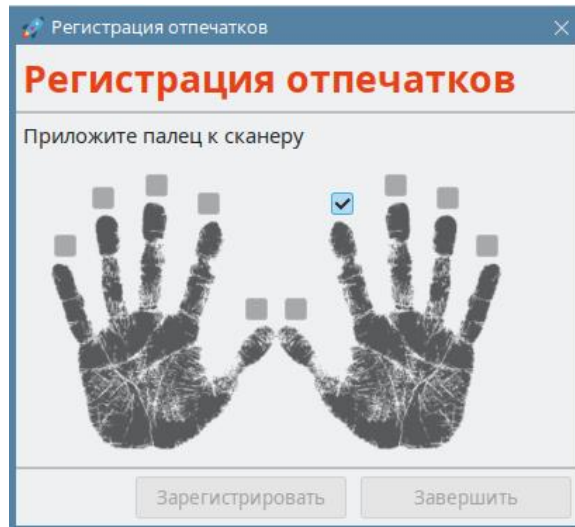 Регистрация отпечатков
Регистрация отпечатков
Приложите палец к сканеру
Зарегистрировать
Завершить